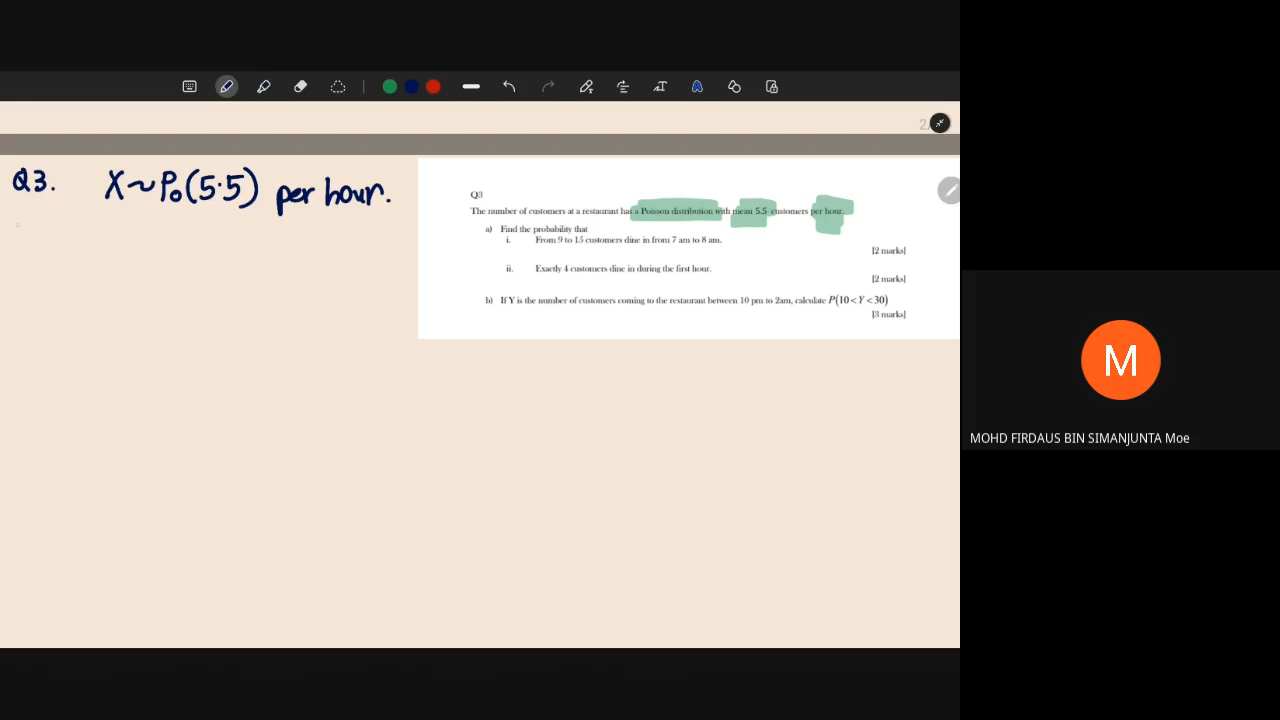 2
Q3. X~Po(5.5) per hour.
Q3
The number of customers at a restaurant has a Poisson distribution with mean 5.5 customers per hour.
a) Find the probability that
i. From 9 to 15 customers dine in from 7 am to 8 am.
[2 marks]
ii. Exactly 4 customers dine in during the first hour.
[2 marks]
b) If Y is the number of customers coming to the restaurant between 10 pm to 2am, calculate P(10 < Y < 30)
[3 marks]
M
MOHD FIRDAUS BIN SIMANJUNTA Moe